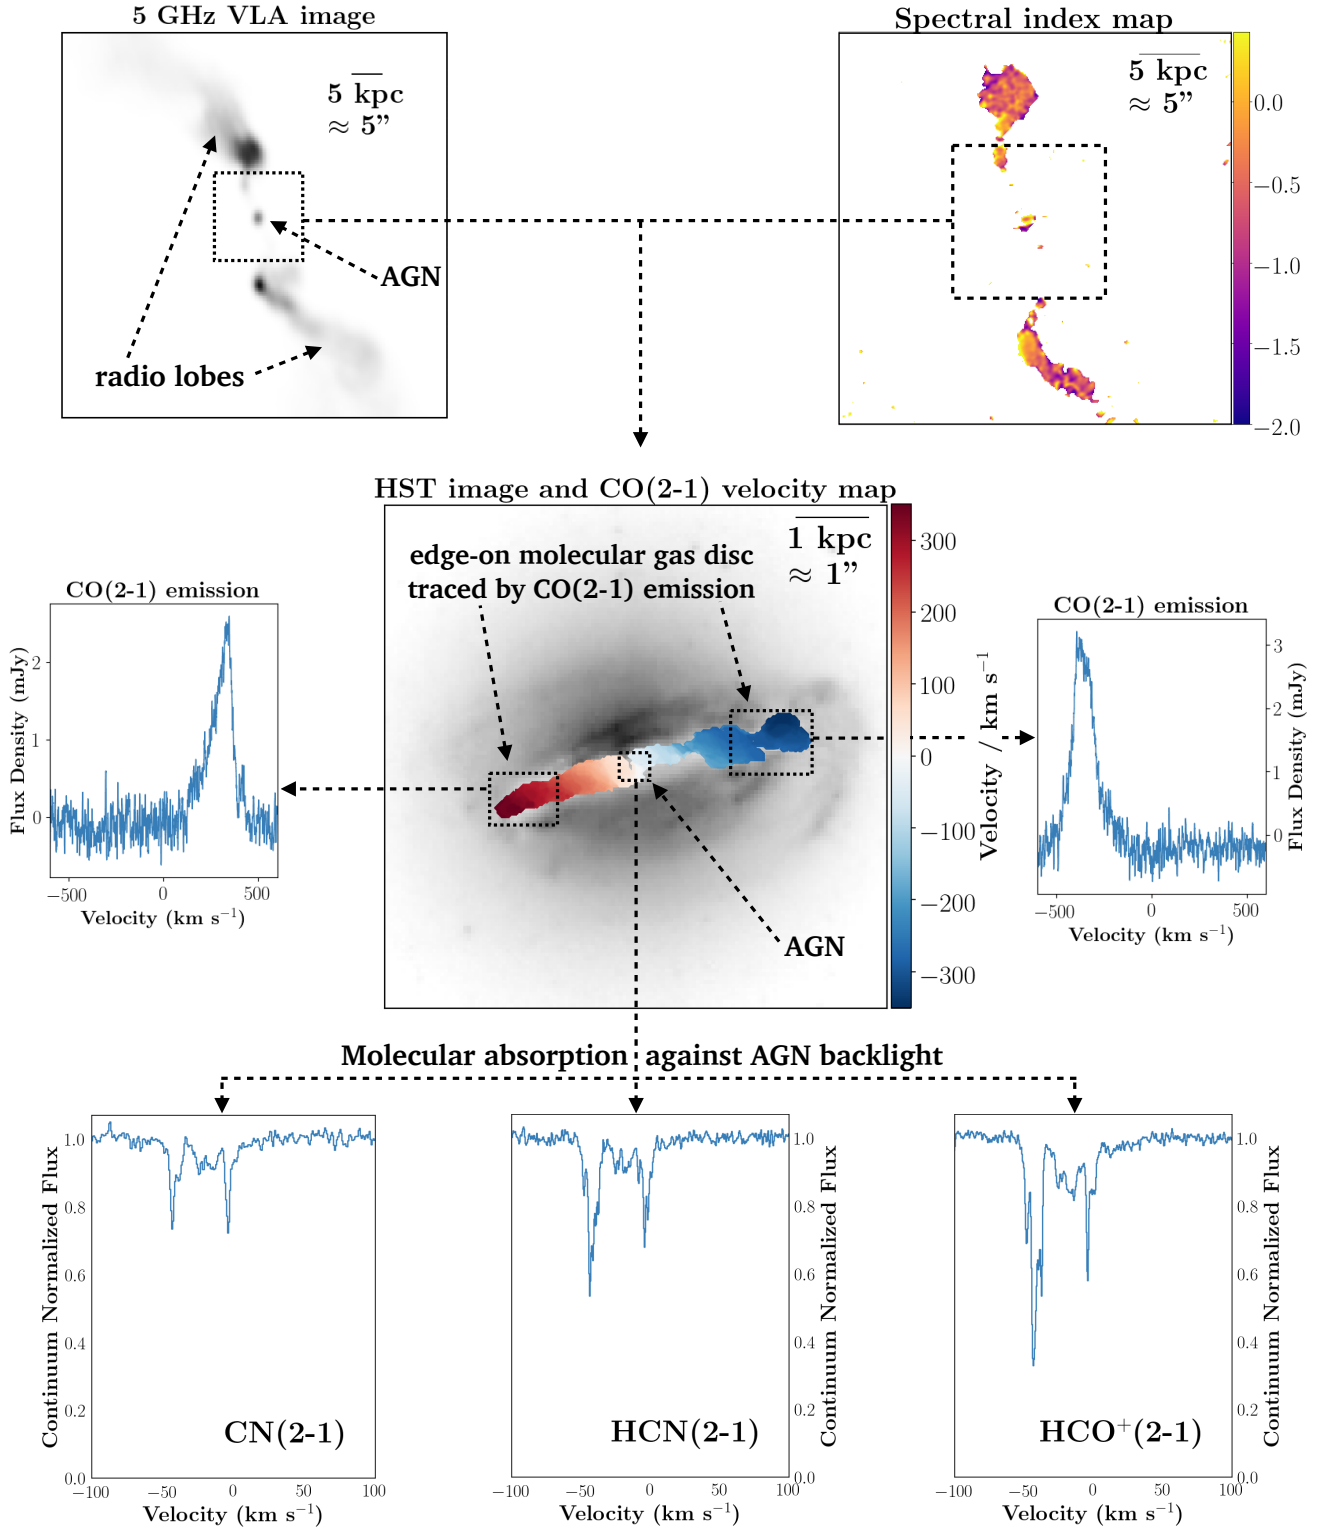 5 GHz VLA image
5 kpc
≈ 5”
AGN
radio lobes
Spectral index map
5 kpc
≈ 5”
0.0
−0.5
−1.0
−1.5
−2.0
HST image and CO(2-1) velocity map
1 kpc
≈ 1”
edge-on molecular gas disc
traced by CO(2-1) emission
AGN
300
200
100
0
−100
−200
−300
Velocity / km s⁻¹
CO(2-1) emission
Flux Density (mJy)
2
1
0
−500 0 500
Velocity (km s⁻¹)
CO(2-1) emission
3
2
1
0
Flux Density (mJy)
−500 0 500
Velocity (km s⁻¹)
Molecular absorption against AGN backlight
Continuum Normalized Flux
1.0
0.8
0.6
0.4
0.2
0.0
CN(2-1)
−100 −50 0 50 100
Velocity (km s⁻¹)
1.0
0.8
0.6
0.4
0.2
0.0
Continuum Normalized Flux
HCN(2-1)
−100 −50 0 50 100
Velocity (km s⁻¹)
1.0
0.8
0.6
0.4
0.2
0.0
Continuum Normalized Flux
HCO⁺(2-1)
−100 −50 0 50 100
Velocity (km s⁻¹)